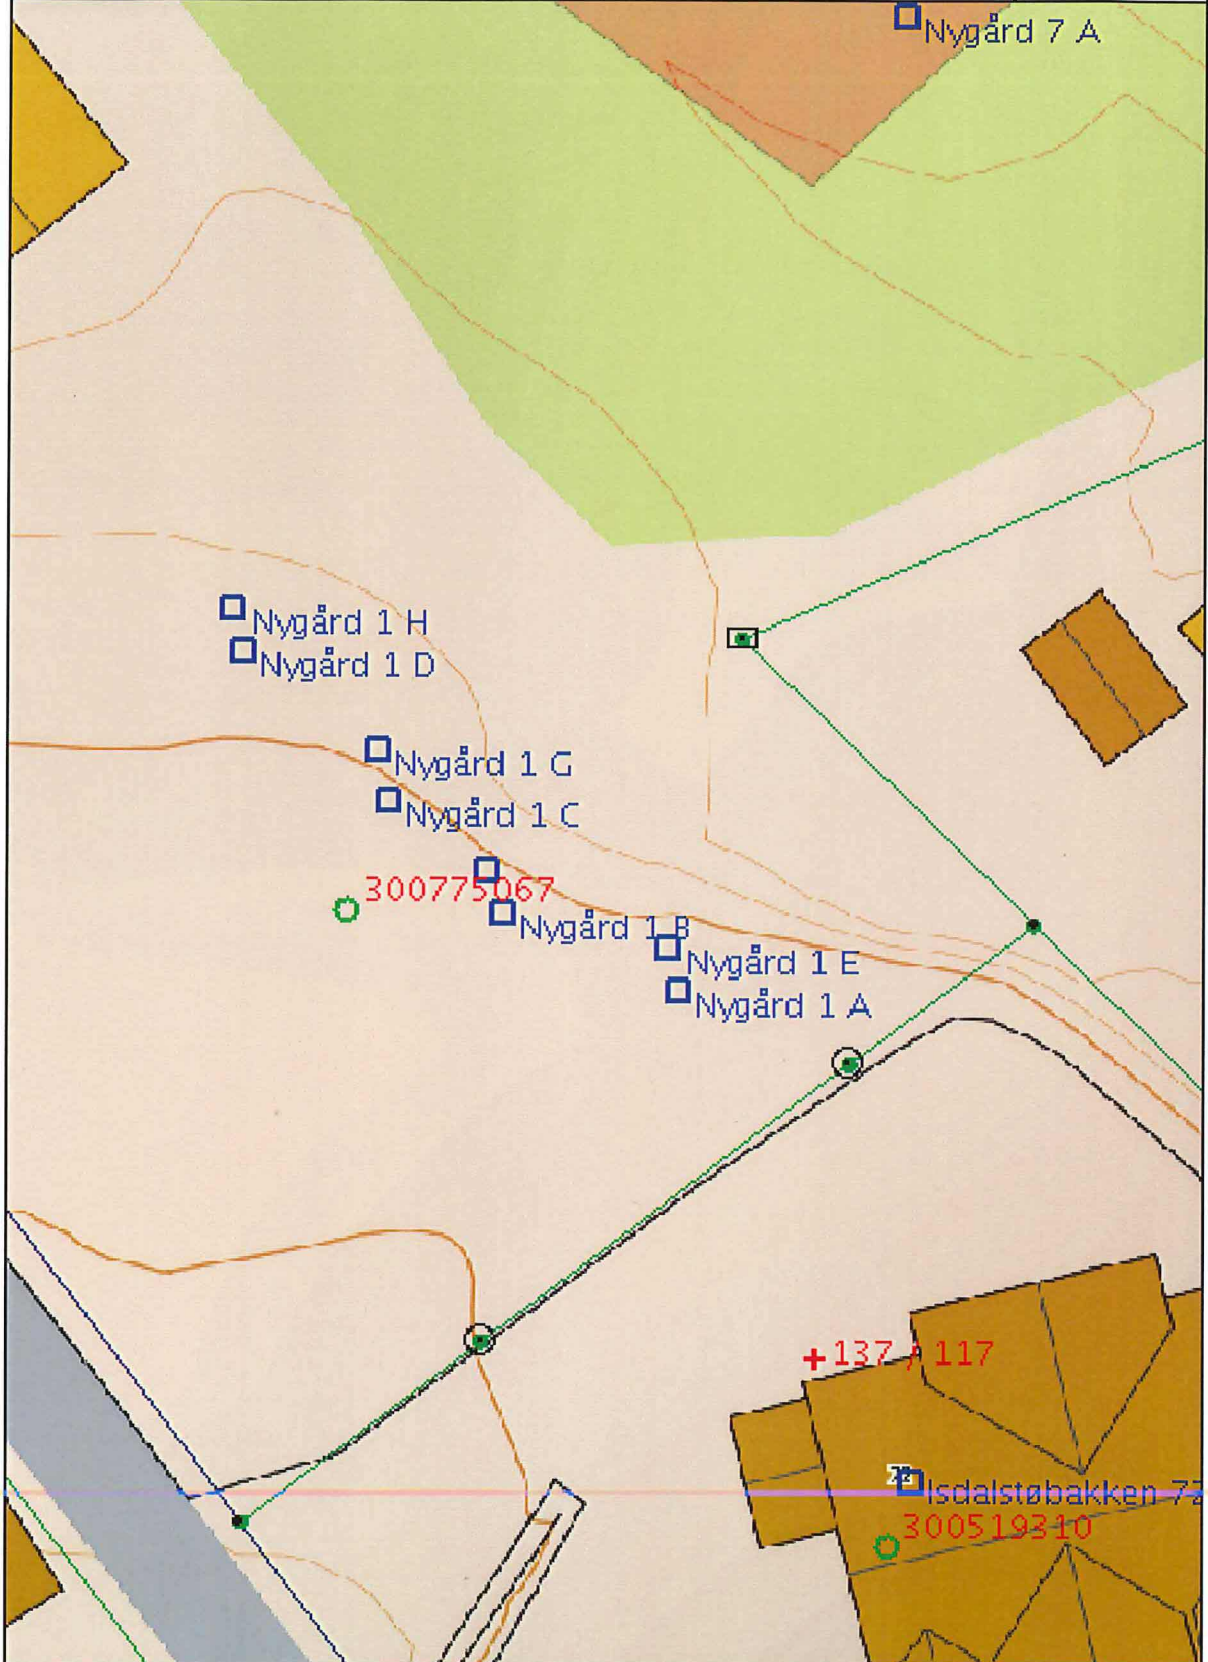 Nygård 7 A
Nygård 1 H
Nygård 1 D
Nygård 1 G
Nygård 1 C
300775067
Nygård 1 B
Nygård 1 E
Nygård 1 A
137 / 117
Isdalstøbakken 72
300519310